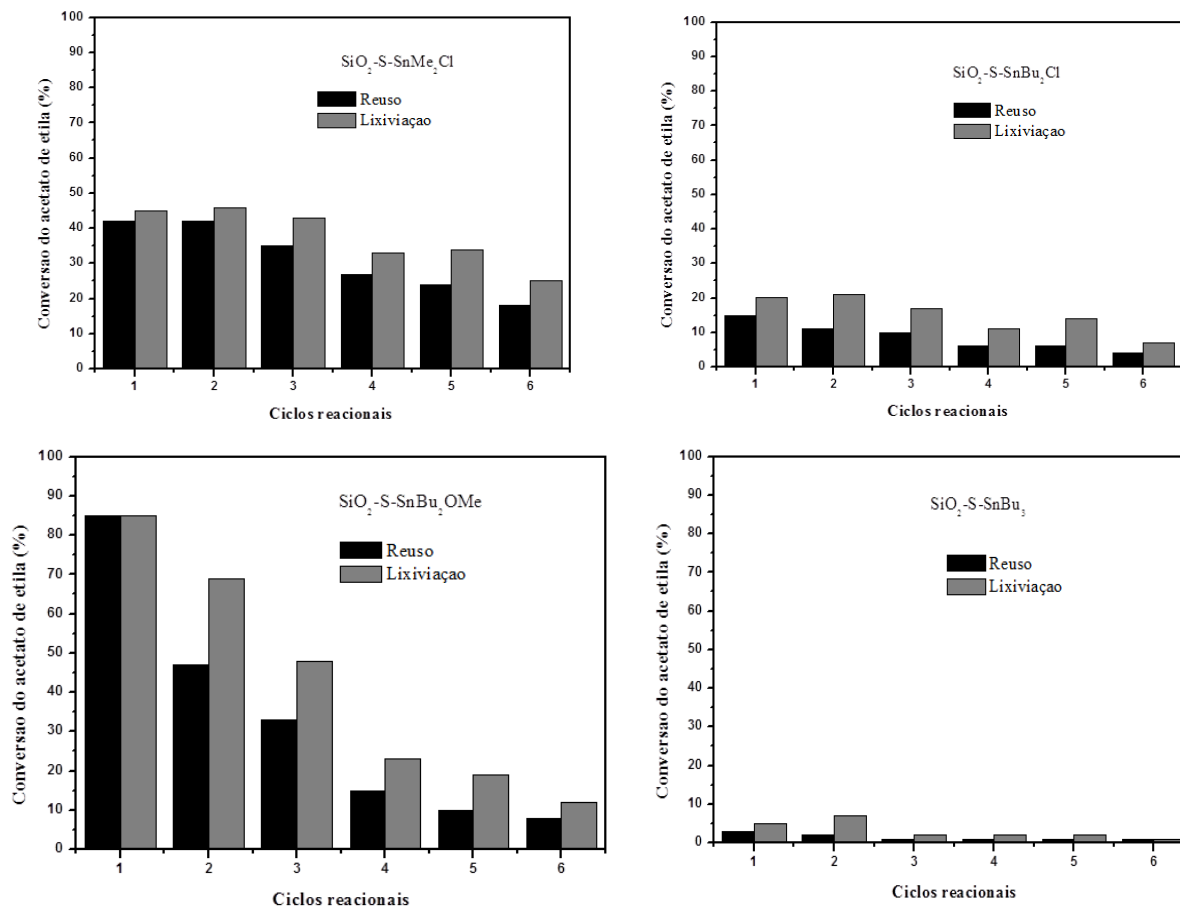 Conversao do acetato de etila (%)
100
90
80
70
60
50
40
30
20
10
0
SiO₂-S-SnMe₂Cl
Reuso
Lixiviaçao
1 2 3 4 5 6
Ciclos reacionais
Conversao do acetato de etila (%)
100
90
80
70
60
50
40
30
20
10
0
SiO₂-S-SnBu₂Cl
Reuso
Lixiviaçao
1 2 3 4 5 6
Ciclos reacionais
Conversao do acetato de etila (%)
100
90
80
70
60
50
40
30
20
10
0
SiO₂-S-SnBu₂OMe
Reuso
Lixiviaçao
1 2 3 4 5 6
Ciclos reacionais
Conversao do acetato de etila (%)
100
90
80
70
60
50
40
30
20
10
0
SiO₂-S-SnBu₃
Reuso
Lixiviaçao
1 2 3 4 5 6
Ciclos reacionais